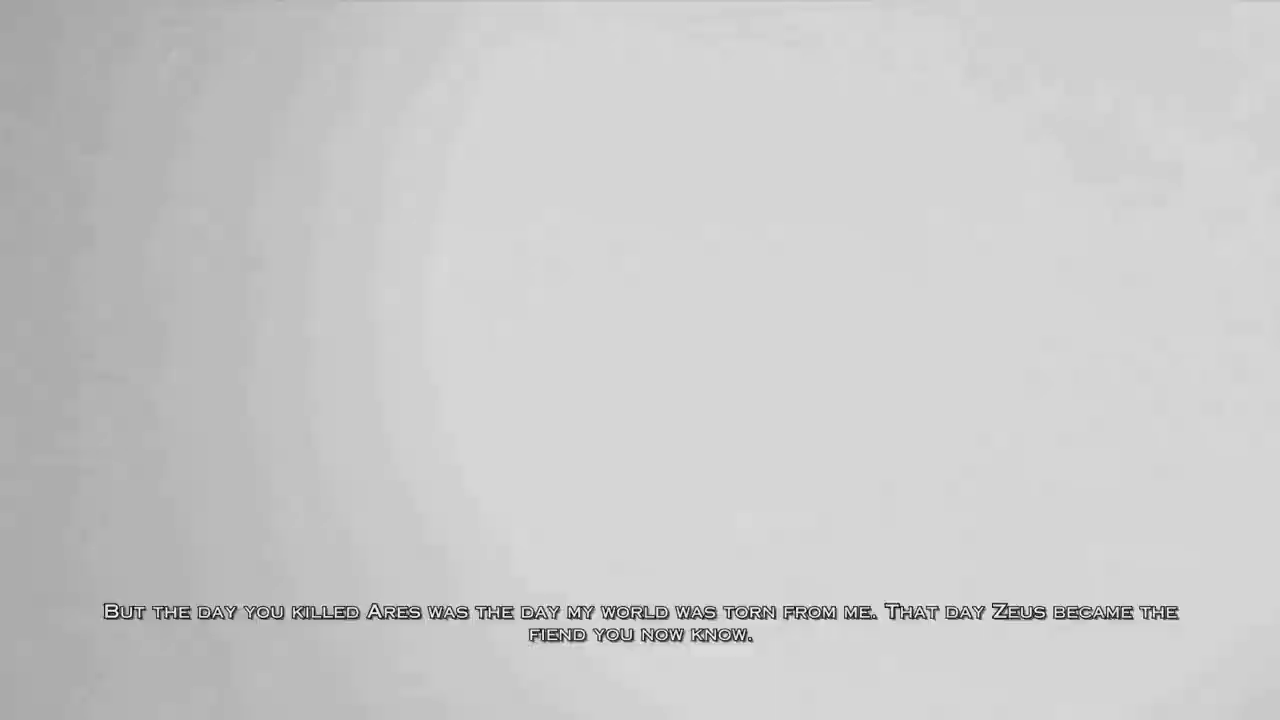 But the day you killed Ares was the day my world was torn from me. That day Zeus became the
fiend you now know.